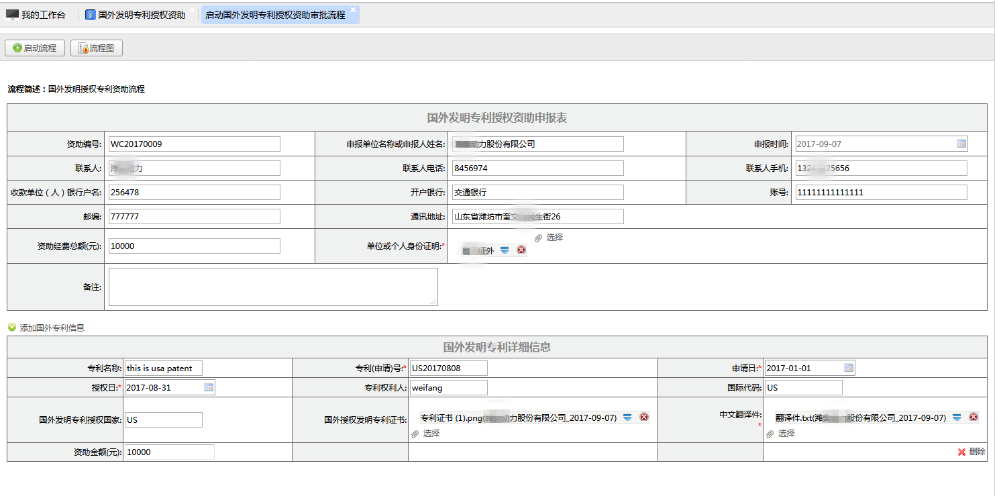 我的工作台 国外发明专利授权资助 启动国外发明专利授权资助审批流程
启动流程 流程图
流程简述：国外发明授权专利资助流程
国外发明专利授权资助申报表
资助编号: WC20170009 申报单位名称或申报人姓名: 动力股份有限公司 申报时间: 2017-09-07
联系人: 潍 动力 联系人电话: 8456974 联系人手机: 1324 25656
收款单位（人）银行户名: 256478 开户银行: 交通银行 账号: 11111111111111
邮编: 777777 通讯地址: 山东省潍坊市奎文 民生街26
资助经费总额(元): 10000 单位或个人身份证明:* 选择
证外
备注:
添加国外专利信息
国外发明专利详细信息
专利名称: this is usa patent 专利(申请)号:* US20170808 申请日:* 2017-01-01
授权日:* 2017-08-31 专利权利人: weifang 国际代码: US
国外发明专利授权国家: US 国外授权发明专利证书: 专利证书 (1).png(潍 动力股份有限公司_2017-09-07) 选择 中文翻译件:* 翻译件.txt(潍柴 力股份有限公司_2017-09-07) 选择
资助金额(元): 10000 删除